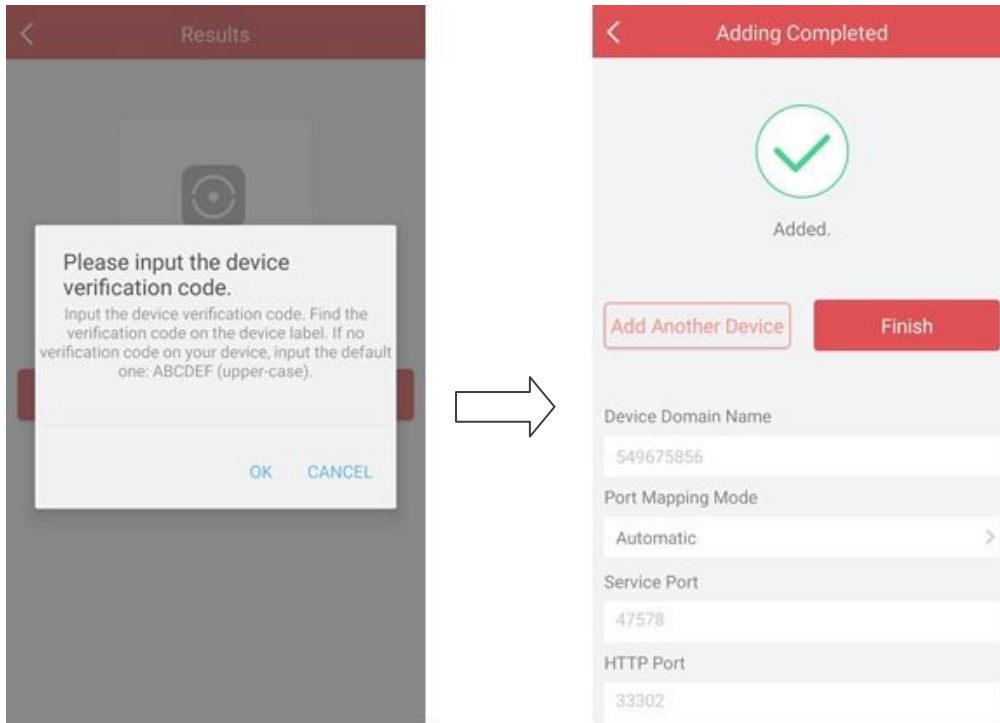 Results
Please input the device
verification code.
Input the device verification code. Find the
verification code on the device label. If no
verification code on your device, input the default
one: ABCDEF (upper-case).
OK CANCEL
Adding Completed
Added.
Add Another Device Finish
Device Domain Name
549675856
Port Mapping Mode
Automatic
Service Port
47578
HTTP Port
33302